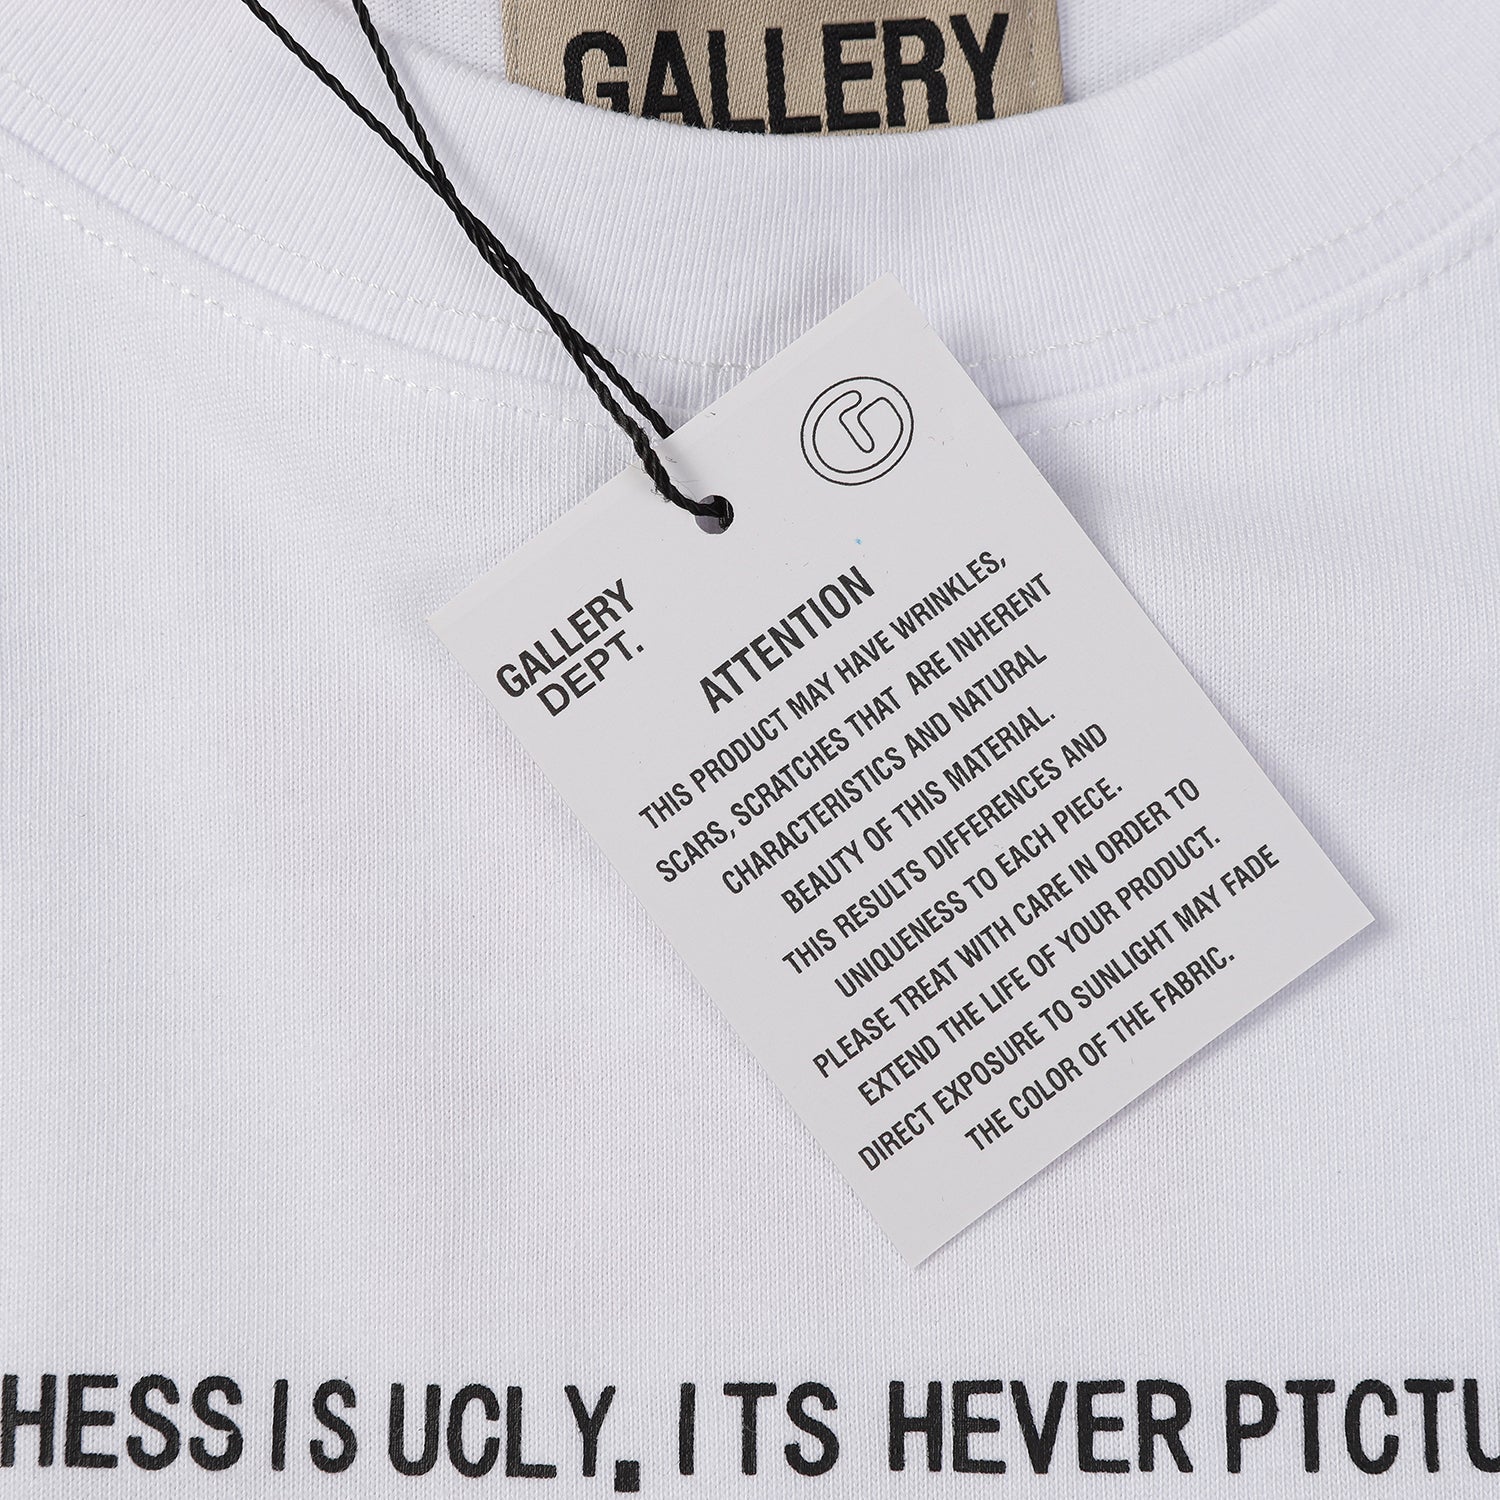 GALLERY
GALLERY
DEPT.
ATTENTION
THIS PRODUCT MAY HAVE WRINKLES,
SCARS, SCRATCHES THAT ARE INHERENT
CHARACTERISTICS AND NATURAL
BEAUTY OF THIS MATERIAL.
THIS RESULTS DIFFERENCES AND
UNIQUENESS TO EACH PIECE.
PLEASE TREAT WITH CARE IN ORDER TO
EXTEND THE LIFE OF YOUR PRODUCT.
DIRECT EXPOSURE TO SUNLIGHT MAY FADE
THE COLOR OF THE FABRIC.
HESS IS UCLY. ITS HEVER PTCTU